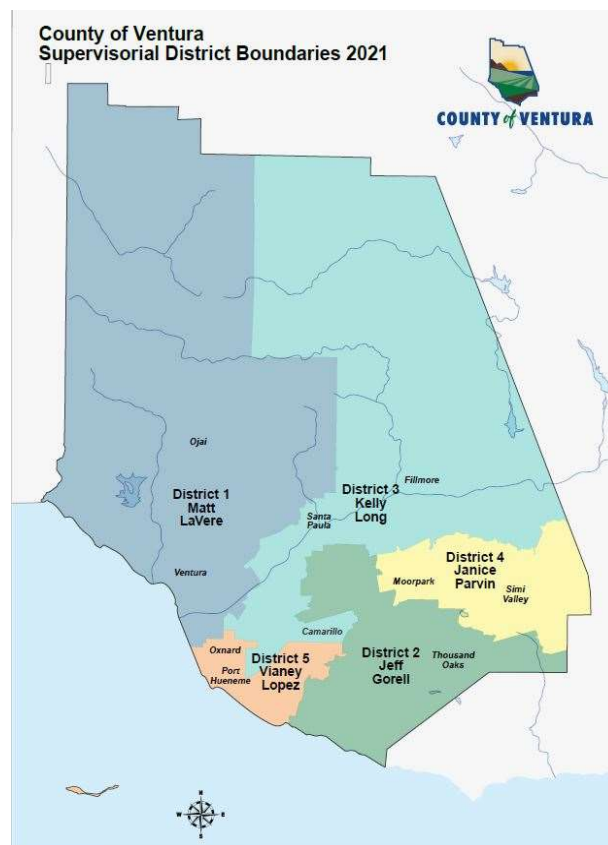 County of Ventura
Supervisorial District Boundaries 2021
COUNTY of VENTURA
Ojai
District 1
Matt
LaVere
District 3
Kelly
Long
Fillmore
Santa
Paula
Ventura
District 4
Janice
Parvin
Moorpark
Simi
Valley
Camarillo
Oxnard
Port
Hueneme
District 5
Vianey
Lopez
District 2
Jeff
Gorell
Thousand
Oaks
N
W
E
S